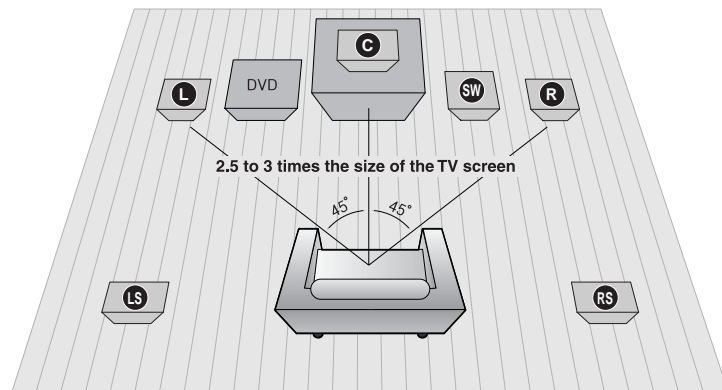 C
L
DVD
SW
R
2.5 to 3 times the size of the TV screen
45°
45°
LS
RS